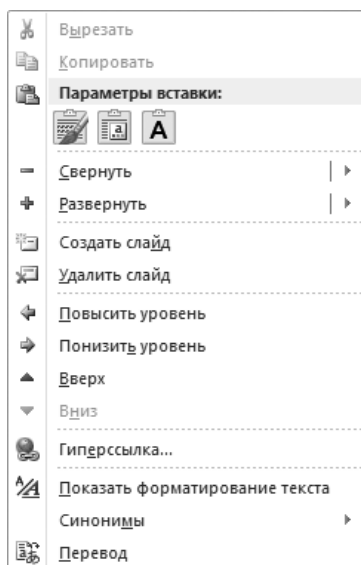 Вырезать
Копировать
Параметры вставки:
a A
Свернуть
Развернуть
Создать слайд
Удалить слайд
Повысить уровень
Понизить уровень
Вверх
Вниз
Гиперссылка...
Показать форматирование текста
Синонимы
Перевод